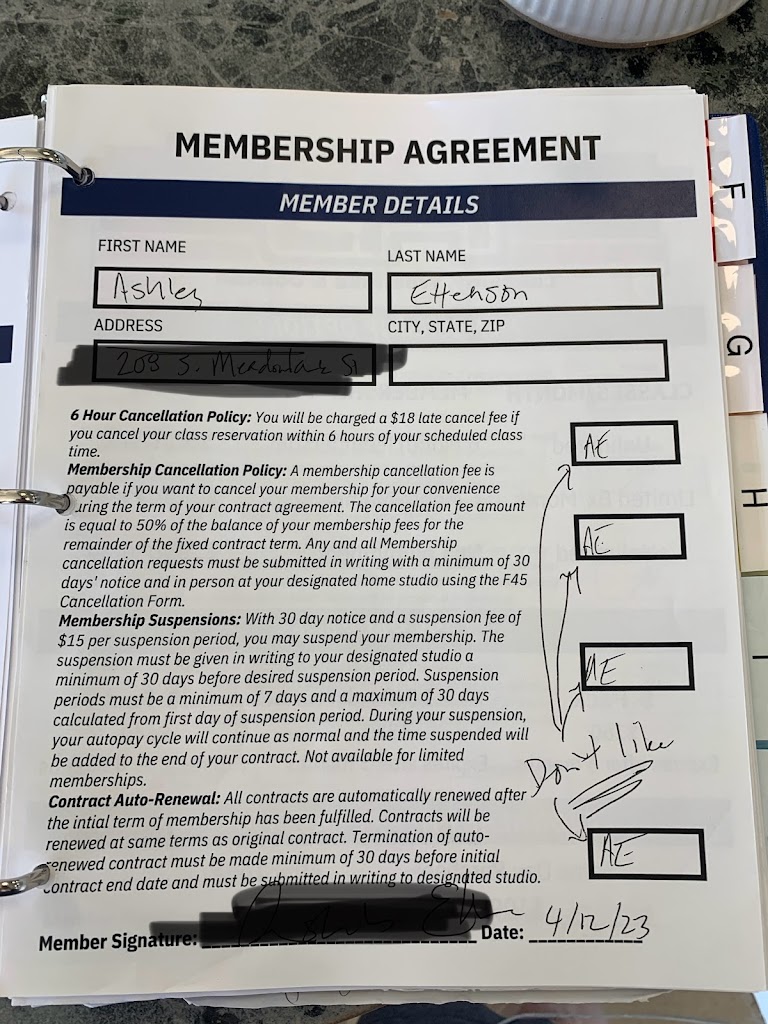 MEMBERSHIP AGREEMENT
MEMBER DETAILS
FIRST NAME
LAST NAME
Ashley
Ettenson
ADDRESS
CITY, STATE, ZIP
6 Hour Cancellation Policy: You will be charged a $18 late cancel fee if
you cancel your class reservation within 6 hours of your scheduled class
time.
AE
Membership Cancellation Policy: A membership cancellation fee is
payable if you want to cancel your membership for your convenience
during the term of your contract agreement. The cancellation fee amount
is equal to 50% of the balance of your membership fees for the
remainder of the fixed contract term. Any and all Membership
cancellation requests must be submitted in writing with a minimum of 30
days' notice and in person at your designated home studio using the F45
Cancellation Form.
AE
Membership Suspensions: With 30 day notice and a suspension fee of
$15 per suspension period, you may suspend your membership. The
suspension must be given in writing to your designated studio a
minimum of 30 days before desired suspension period. Suspension
periods must be a minimum of 7 days and a maximum of 30 days
calculated from first day of suspension period. During your suspension,
your autopay cycle will continue as normal and the time suspended will
be added to the end of your contract. Not available for limited
memberships.
AE
Don't like
Contract Auto-Renewal: All contracts are automatically renewed after
the intial term of membership has been fulfilled. Contracts will be
renewed at same terms as original contract. Termination of auto-
renewed contract must be made minimum of 30 days before initial
contract end date and must be submitted in writing to designated studio.
AE
Member Signature:
Date: 4/12/23
F
G
H
I